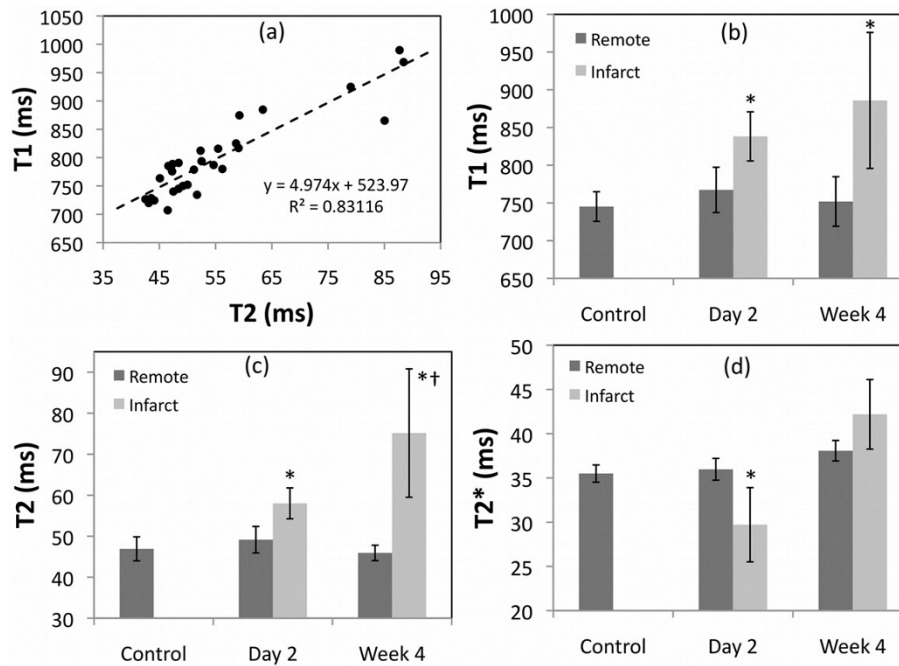 (a)
T1 (ms)
1050
1000
950
900
850
800
750
700
650
y = 4.974x + 523.97
R² = 0.83116
35 45 55 65 75 85 95
T2 (ms)
(b)
T1 (ms)
1000
950
900
850
800
750
700
650
Remote
Infarct
*
*
Control Day 2 Week 4
(c)
T2 (ms)
90
80
70
60
50
40
30
Remote
Infarct
*
*†
Control Day 2 Week 4
(d)
T2* (ms)
50
45
40
35
30
25
20
Remote
Infarct
*
Control Day 2 Week 4